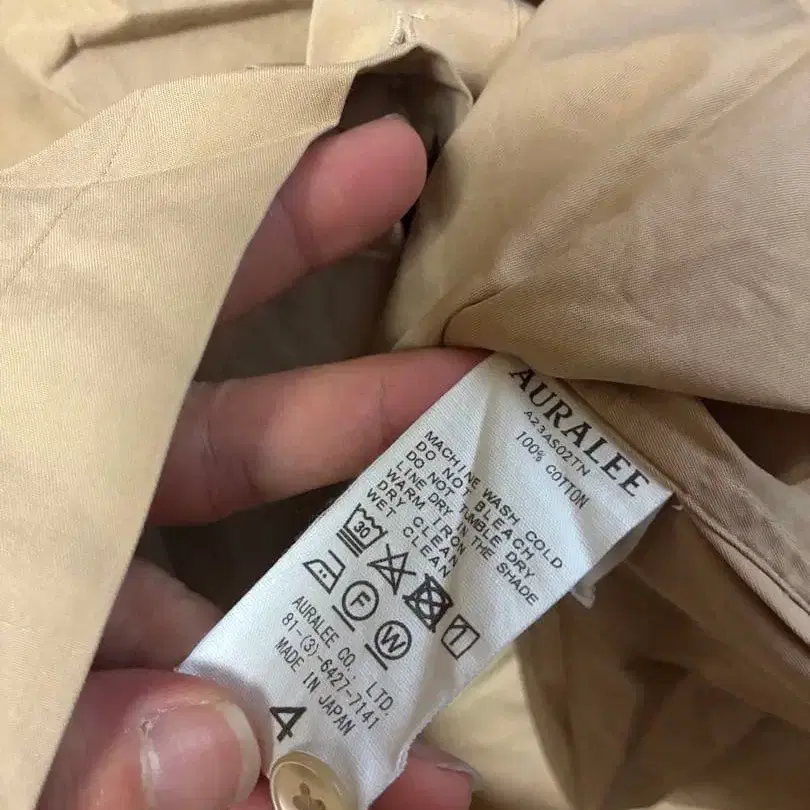 AURALEE
A23AS02TN
100% COTTON
MACHINE WASH COLD
DO NOT BLEACH
DO NOT TUMBLE DRY
LINE DRY IN THE SHADE
WARM IRON
DRY CLEAN
WET CLEAN
30
F
W
AURALEE CO., LTD.
81-(3)-6427-7141
MADE IN JAPAN
4